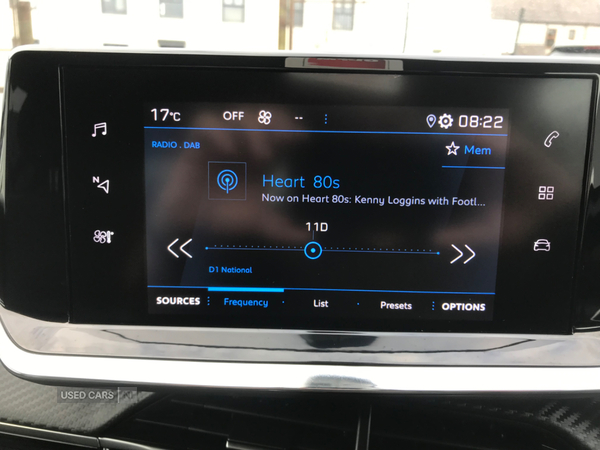 17°C OFF -- 08:22
RADIO . DAB
Mem
N
Heart 80s
Now on Heart 80s: Kenny Loggins with Footl...
11D
D1 National
SOURCES Frequency List Presets OPTIONS
USED CARS NI